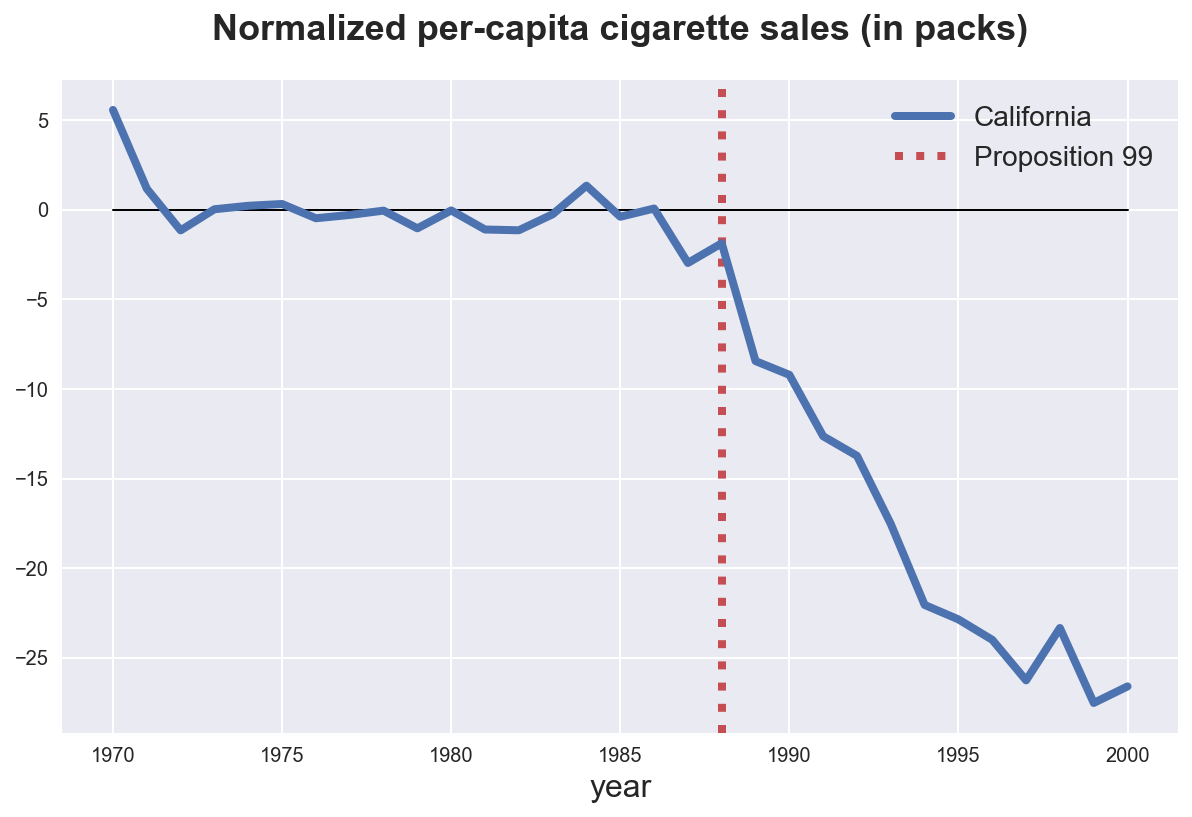 Normalized per-capita cigarette sales (in packs)
California
Proposition 99
5
0
−5
−10
−15
−20
−25
1970 1975 1980 1985 1990 1995 2000
year